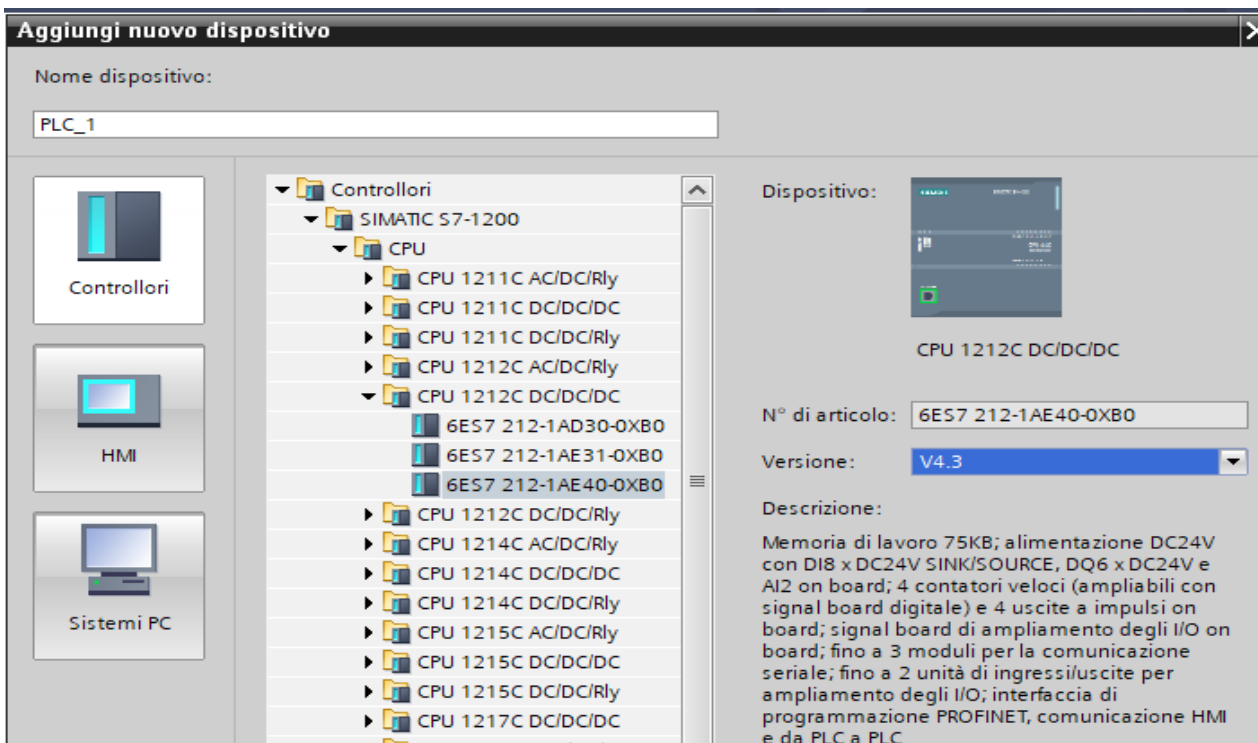 Aggiungi nuovo dispositivo
Nome dispositivo:
PLC_1
Controllori
HMI
Sistemi PC
Controllori
SIMATIC S7-1200
CPU
CPU 1211C AC/DC/Rly
CPU 1211C DC/DC/DC
CPU 1211C DC/DC/Rly
CPU 1212C AC/DC/Rly
CPU 1212C DC/DC/DC
6ES7 212-1AD30-0XB0
6ES7 212-1AE31-0XB0
6ES7 212-1AE40-0XB0
CPU 1212C DC/DC/Rly
CPU 1214C AC/DC/Rly
CPU 1214C DC/DC/DC
CPU 1214C DC/DC/Rly
CPU 1215C AC/DC/Rly
CPU 1215C DC/DC/DC
CPU 1215C DC/DC/Rly
CPU 1217C DC/DC/DC
Dispositivo:
CPU 1212C DC/DC/DC
N° di articolo: 6ES7 212-1AE40-0XB0
Versione: V4.3
Descrizione:
Memoria di lavoro 75KB; alimentazione DC24V
con DI8 x DC24V SINK/SOURCE, DQ6 x DC24V e
AI2 on board; 4 contatori veloci (ampliabili con
signal board digitale) e 4 uscite a impulsi on
board; signal board di ampliamento degli I/O on
board; fino a 3 moduli per la comunicazione
seriale; fino a 2 unità di ingressi/uscite per
ampliamento degli I/O; interfaccia di
programmazione PROFINET, comunicazione HMI
e da PLC a PLC